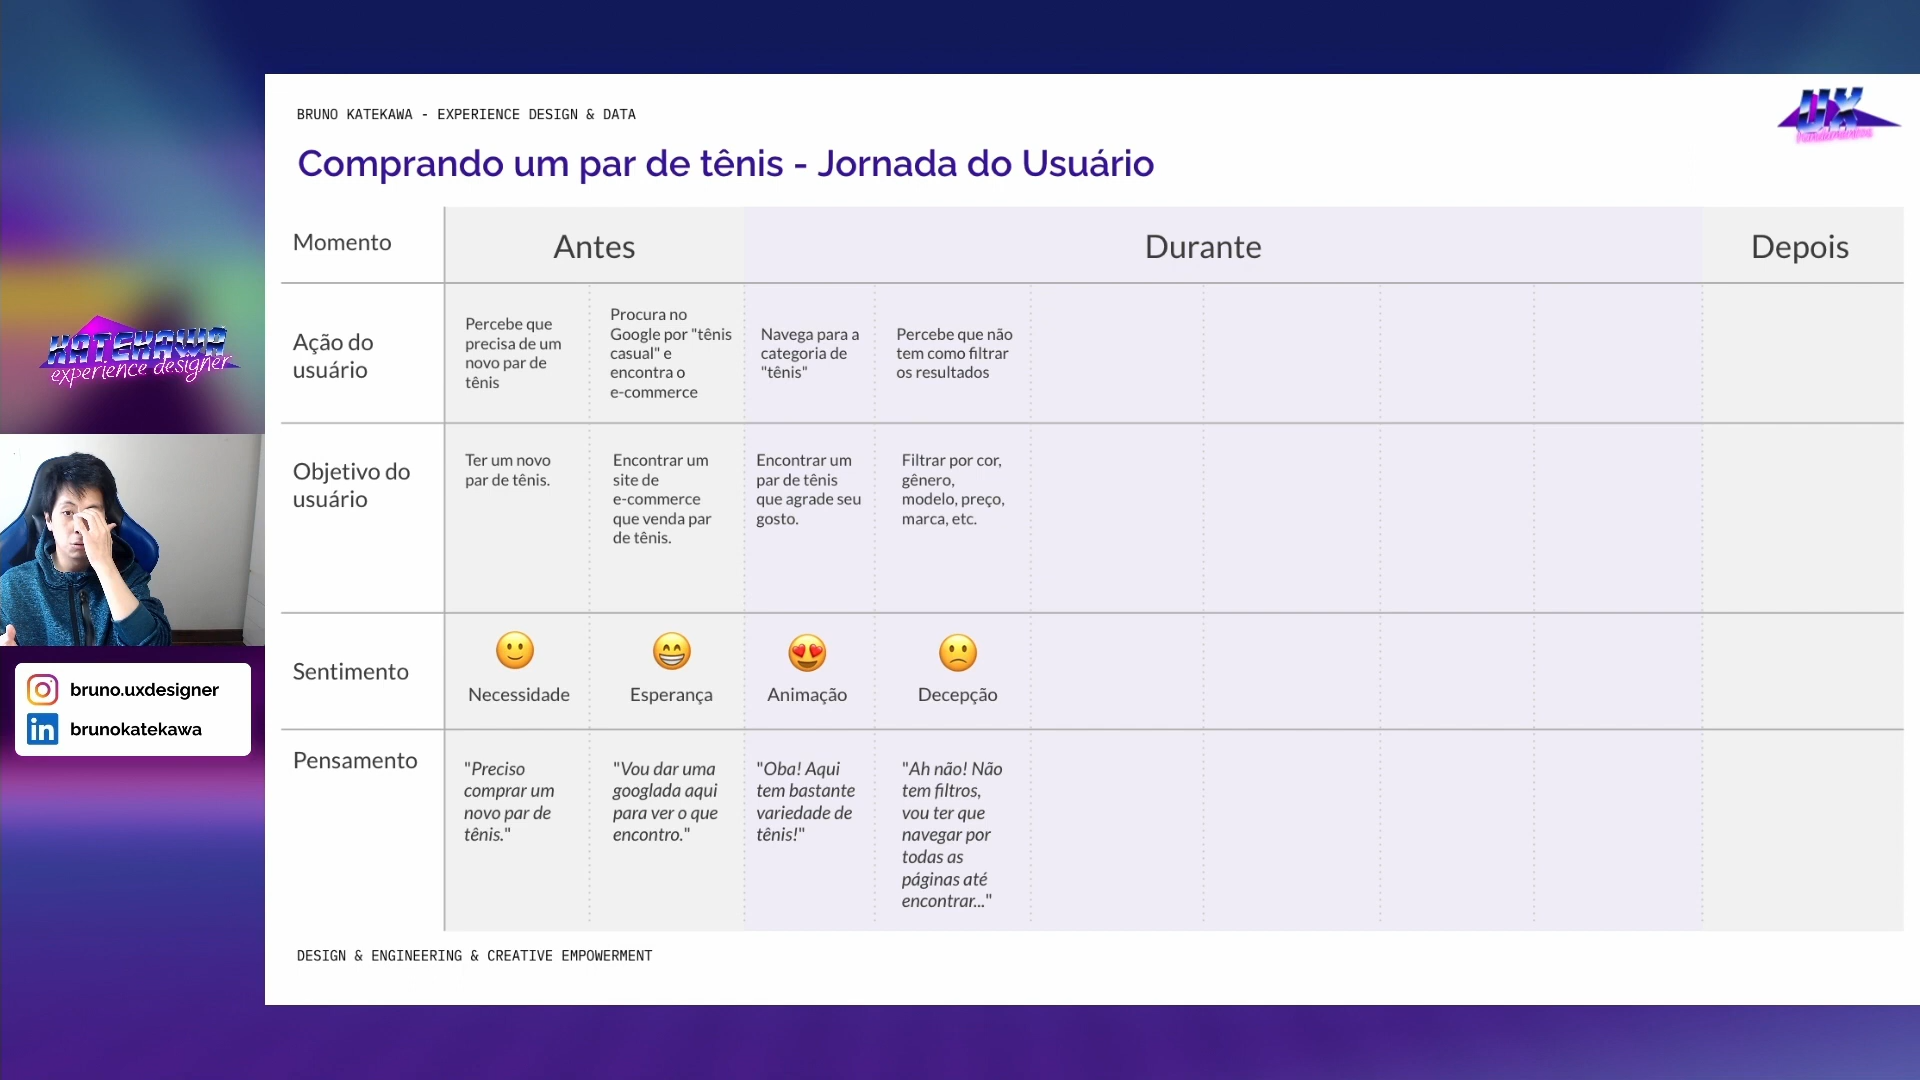 BRUNO KATEKAWA - EXPERIENCE DESIGN & DATA
UX
Comprando um par de tênis - Jornada do Usuário
Momento
Antes
Durante
Depois
Ação do
usuário
Percebe que
precisa de um
novo par de
tênis
Procura no
Google por "tênis
casual" e
encontra o
e-commerce
Navega para a
categoria de
"tênis"
Percebe que não
tem como filtrar
os resultados
Objetivo do
usuário
Ter um novo
par de tênis.
Encontrar um
site de
e-commerce
que venda par
de tênis.
Encontrar um
par de tênis
que agrade seu
gosto.
Filtrar por cor,
gênero,
modelo, preço,
marca, etc.
Sentimento
Necessidade
Esperança
Animação
Decepção
Pensamento
"Preciso
comprar um
novo par de
tênis."
"Vou dar uma
googlada aqui
para ver o que
encontro."
"Oba! Aqui
tem bastante
variedade de
tênis!"
"Ah não! Não
tem filtros,
vou ter que
navegar por
todas as
páginas até
encontrar..."
DESIGN & ENGINEERING & CREATIVE EMPOWERMENT
KATEKAWA
experience designer
bruno.uxdesigner
in
brunokatekawa